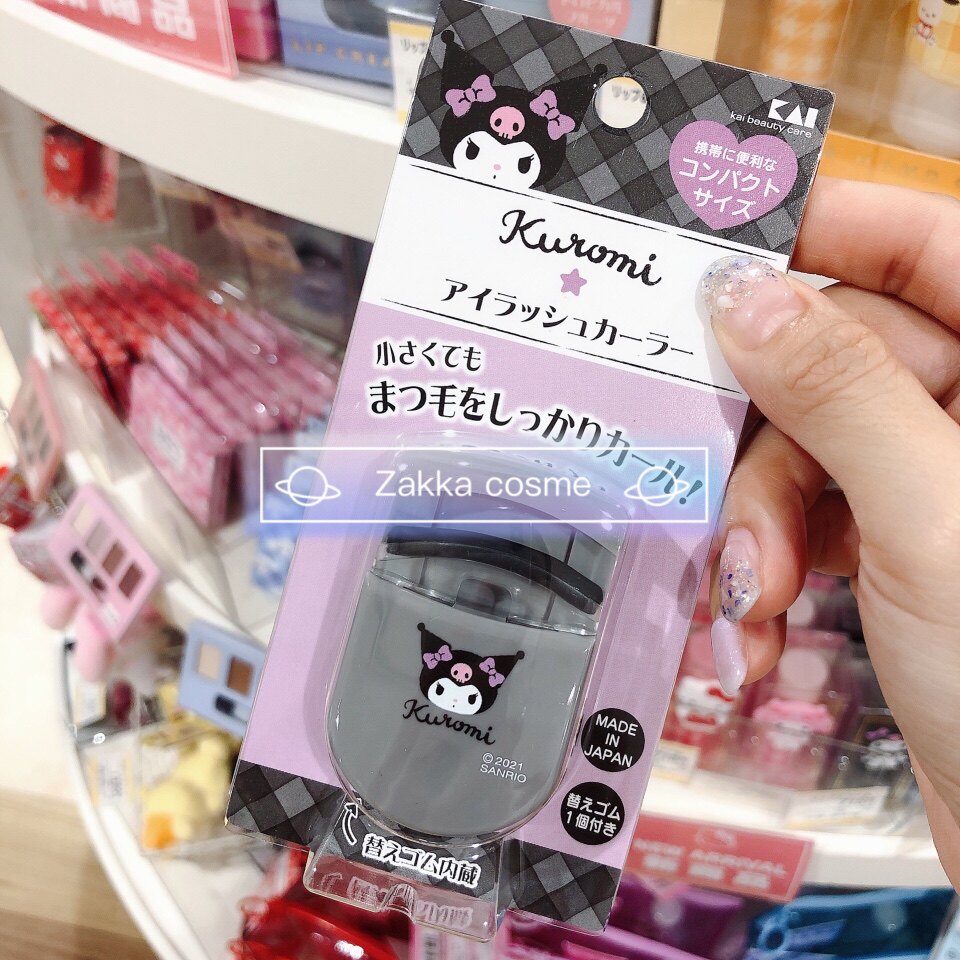 KAI
kai beauty care
携帯に便利な
コンパクト
サイズ
Kuromi
アイラッシュカーラー
小さくても
まつ毛をしっかりカール!
Zakka cosme
Kuromi
©2021
SANRIO
MADE
IN
JAPAN
替えゴム
1個付き
替えゴム内蔵
NEW ARRIVAL